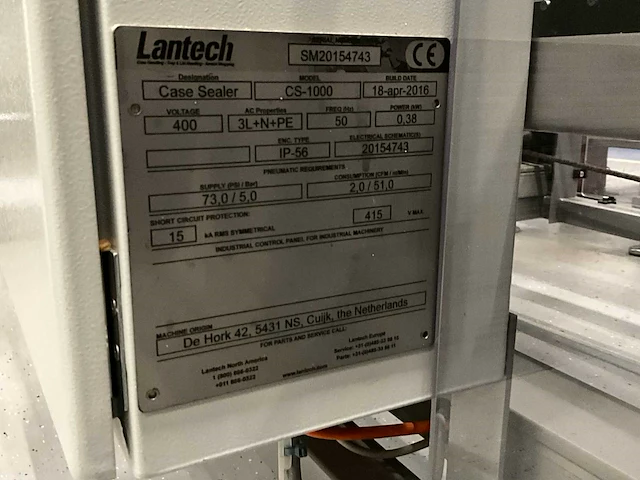 Lantech
SERIAL
SM20154743
CE
Designation MODEL BUILD DATE
Case Sealer CS-1000 18-apr-2016
VOLTAGE AC Properties FREQ (Hz) POWER (kW)
400 3L+N+PE 50 0,38
ENC. TYPE ELECTRICAL SCHEMATIC(S)
IP-56 20154743
PNEUMATIC REQUIREMENTS
SUPPLY (PSI / Bar) CONSUMPTION (CFM / nl/Min)
73,0 / 5,0 2,0 / 51,0
SHORT CIRCUIT PROTECTION:
15 kA RMS SYMMETRICAL 415 V MAX
INDUSTRIAL CONTROL PANEL FOR INDUSTRIAL MACHINERY
MACHINE ORIGIN
De Hork 42, 5431 NS, Cuijk, the Netherlands
FOR PARTS AND SERVICE CALL:
Lantech North America Lantech Europe
www.lantech.com